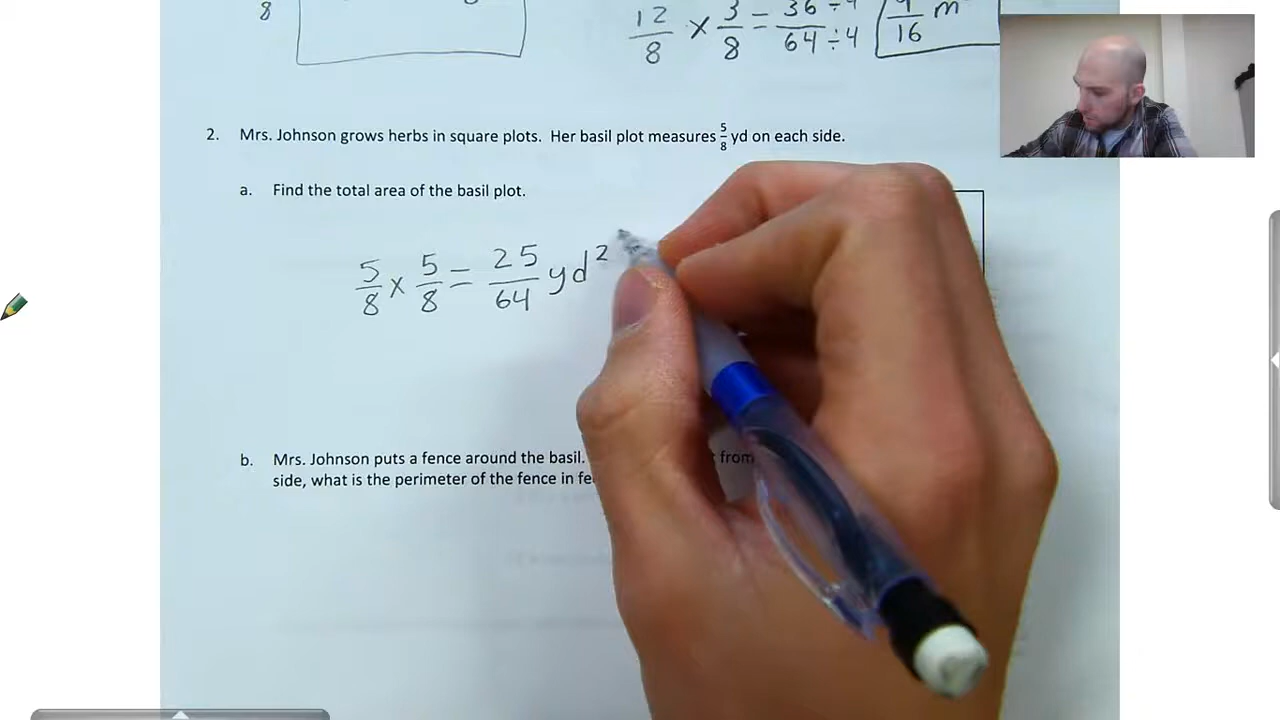 8
12/8 × 3/8 = 36÷4/64÷4 9/16 m
2. Mrs. Johnson grows herbs in square plots. Her basil plot measures 5/8 yd on each side.
a. Find the total area of the basil plot.
5/8 × 5/8 = 25/64 yd²
b. Mrs. Johnson puts a fence around the basil. from
side, what is the perimeter of the fence in